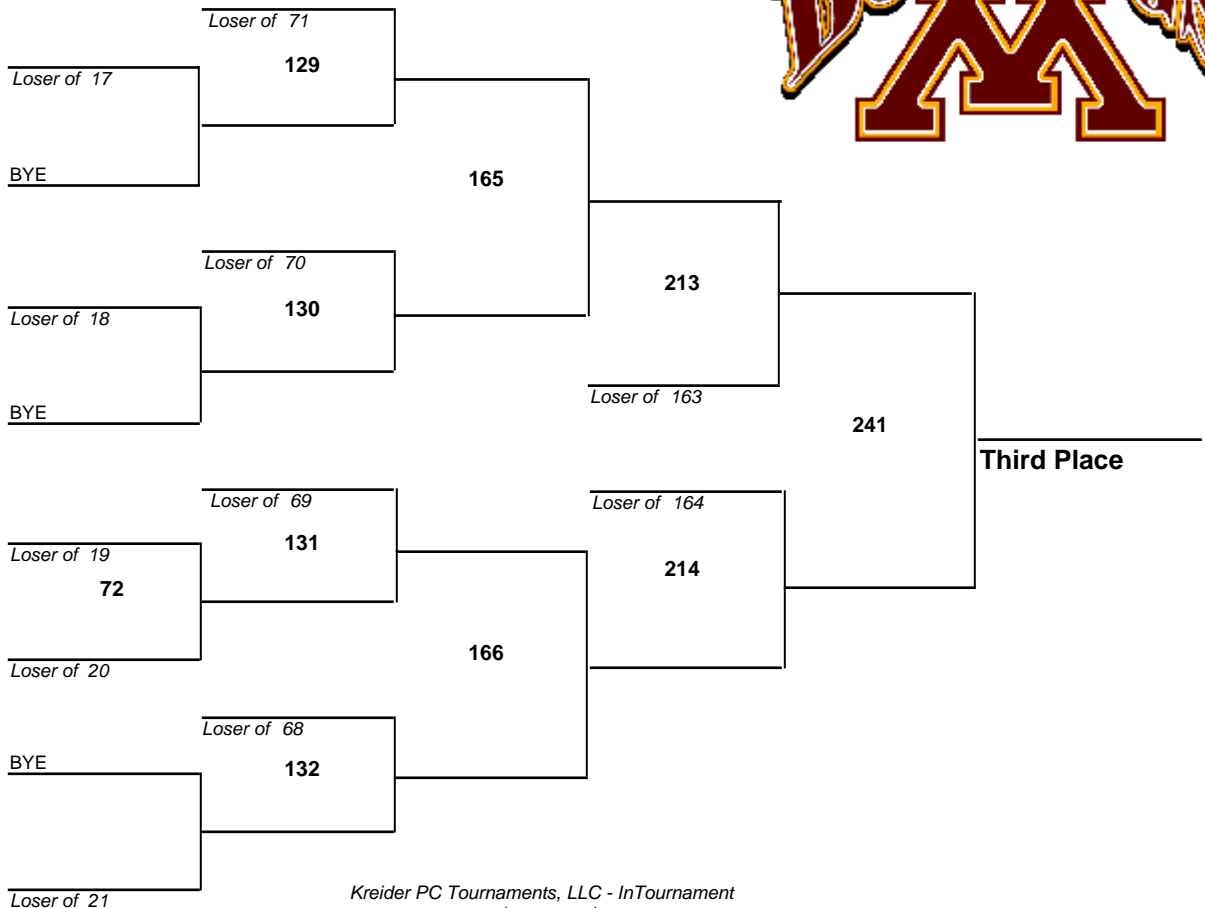 Loser of 71
129
Loser of 17
BYE
165
Loser of 70
130
Loser of 18
BYE
213
Loser of 163
241
Third Place
Loser of 69
131
Loser of 19
72
Loser of 20
166
Loser of 164
214
Loser of 68
132
BYE
Loser of 21
Kreider PC Tournaments, LLC - InTournament